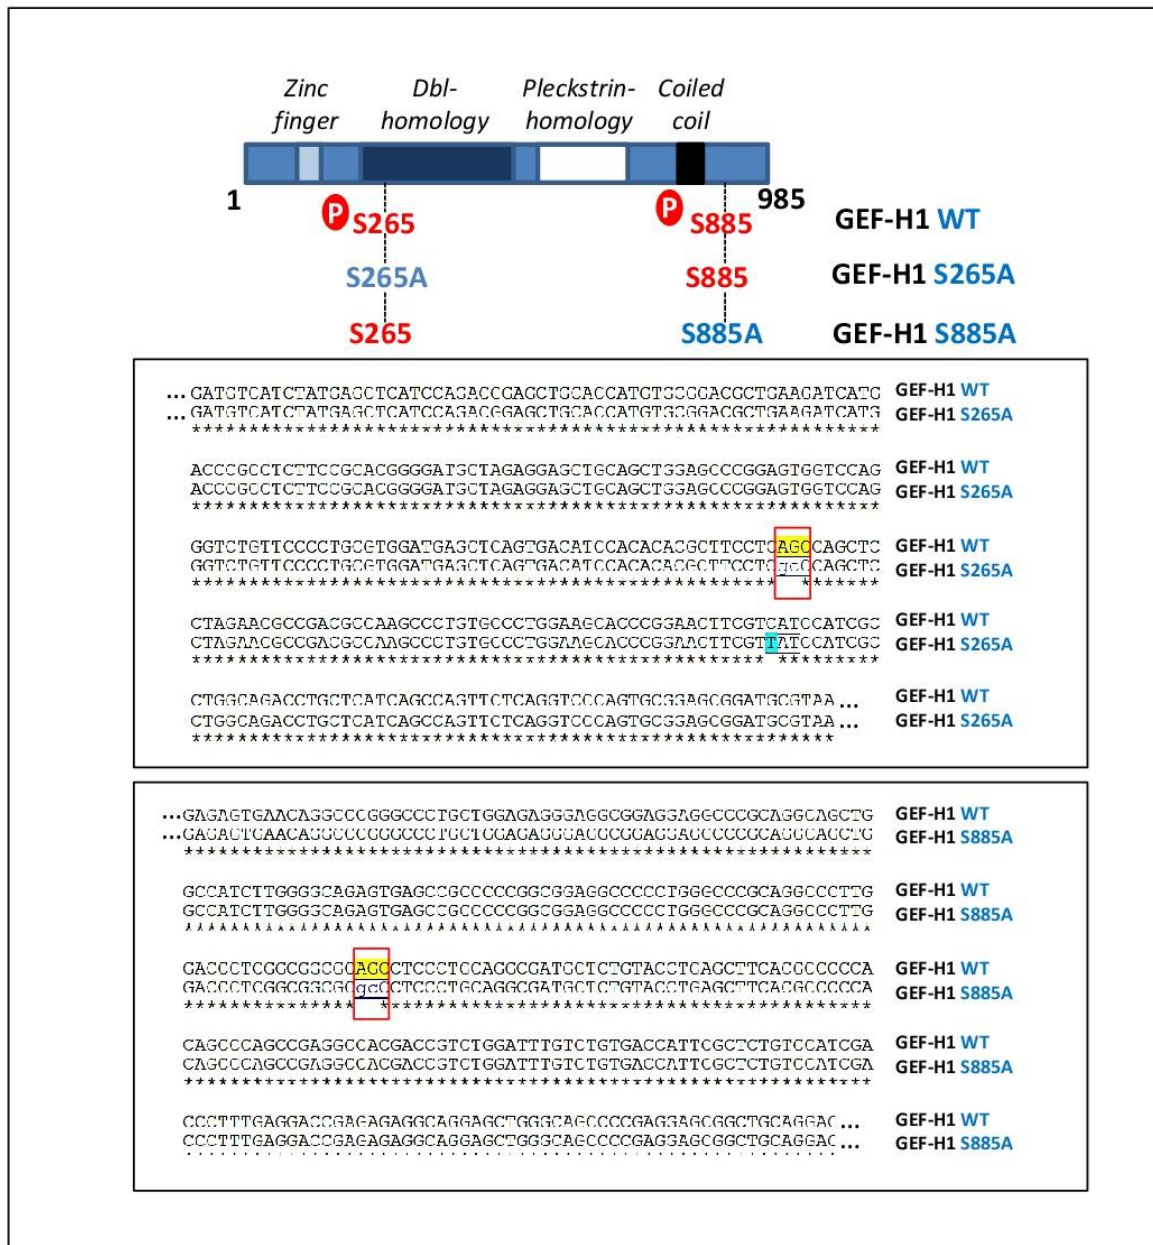 Zinc finger
Dbl-homology
Pleckstrin-homology
Coiled coil
1
985
P S265 P S885 GEF-H1 WT
S265A S885 GEF-H1 S265A
S265 S885A GEF-H1 S885A
...GATGTCATCTATGAGCTCATCCAGACCGAGCTGCACCATGTGCGGACGCTGAAGATCATG GEF-H1 WT
...GATGTCATCTATGAGCTCATCCAGACGGAGCTGCACCATGTGCGGACGCTGAAGATCATG GEF-H1 S265A
************************************************************
ACCCGCCTCTTCCGCACGGGGATGCTAGAGGAGCTGCAGCTGGAGCCCGGAGTGGTCCAG GEF-H1 WT
ACCCGCCTCTTCCGCACGGGGATGCTAGAGGAGCTGCAGCTGGAGCCCGGAGTGGTCCAG GEF-H1 S265A
************************************************************
GGTCTGTTCCCCTGCGTGGATGAGCTCAGTGACATCCACACACGCTTCCTCAGCCAGCTC GEF-H1 WT
GGTCTGTTCCCCTGCGTGGATGAGCTCAGTGACATCCACACACGCTTCCTCgcCCAGCTC GEF-H1 S265A
*************************************************** *******
CTAGAACGCCGACGCCAAGCCCTGTGCCCTGGAAGCACCCGGAACTTCGTCATCCATCGC GEF-H1 WT
CTAGAACGCCGACGCCAAGCCCTGTGCCCTGGAAGCACCCGGAACTTCGTTATCCATCGC GEF-H1 S265A
************************************************** *********
CTGGCAGACCTGCTCATCAGCCAGTTCTCAGGTCCCAGTGCGGAGCGGATGCGTAA... GEF-H1 WT
CTGGCAGACCTGCTCATCAGCCAGTTCTCAGGTCCCAGTGCGGAGCGGATGCGTAA... GEF-H1 S265A
********************************************************
...GAGAGTGAACAGGCCCGGGCCCTGCTGGAGAGGGAGGCGGAGGAGGCCCGCAGGCAGCTG GEF-H1 WT
...GAGAGTGAACAGGCCCGGGCCCTGCTGGAGAGGGAGGCGGAGGAGGCCCGCAGGCAGCTG GEF-H1 S885A
************************************************************
GCCATCTTGGGGCAGAGTGAGCCGCCCCCGGCGGAGGCCCCCTGGGCCCGCAGGCCCTTG GEF-H1 WT
GCCATCTTGGGGCAGAGTGAGCCGCCCCCGGCGGAGGCCCCCTGGGCCCGCAGGCCCTTG GEF-H1 S885A
************************************************************
GACCCTCGGCGGCGCAGCCTCCCTGCAGGCGATGCTCTGTACCTGAGCTTCACGCCCCCA GEF-H1 WT
GACCCTCGGCGGCGCgcCCTCCCTGCAGGCGATGCTCTGTACCTGAGCTTCACGCCCCCA GEF-H1 S885A
*************** *******************************************
CAGCCCAGCCGAGGCCACGACCGTCTGGATTTGTCTGTGACCATTCGCTCTGTCCATCGA GEF-H1 WT
CAGCCCAGCCGAGGCCACGACCGTCTGGATTTGTCTGTGACCATTCGCTCTGTCCATCGA GEF-H1 S885A
************************************************************
CCCTTTGAGGACCGAGAGAGGCAGGAGCTGGGCAGCCCCGAGGAGCGGCTGCAGGAC... GEF-H1 WT
CCCTTTGAGGACCGAGAGAGGCAGGAGCTGGGCAGCCCCGAGGAGCGGCTGCAGGAC... GEF-H1 S885A